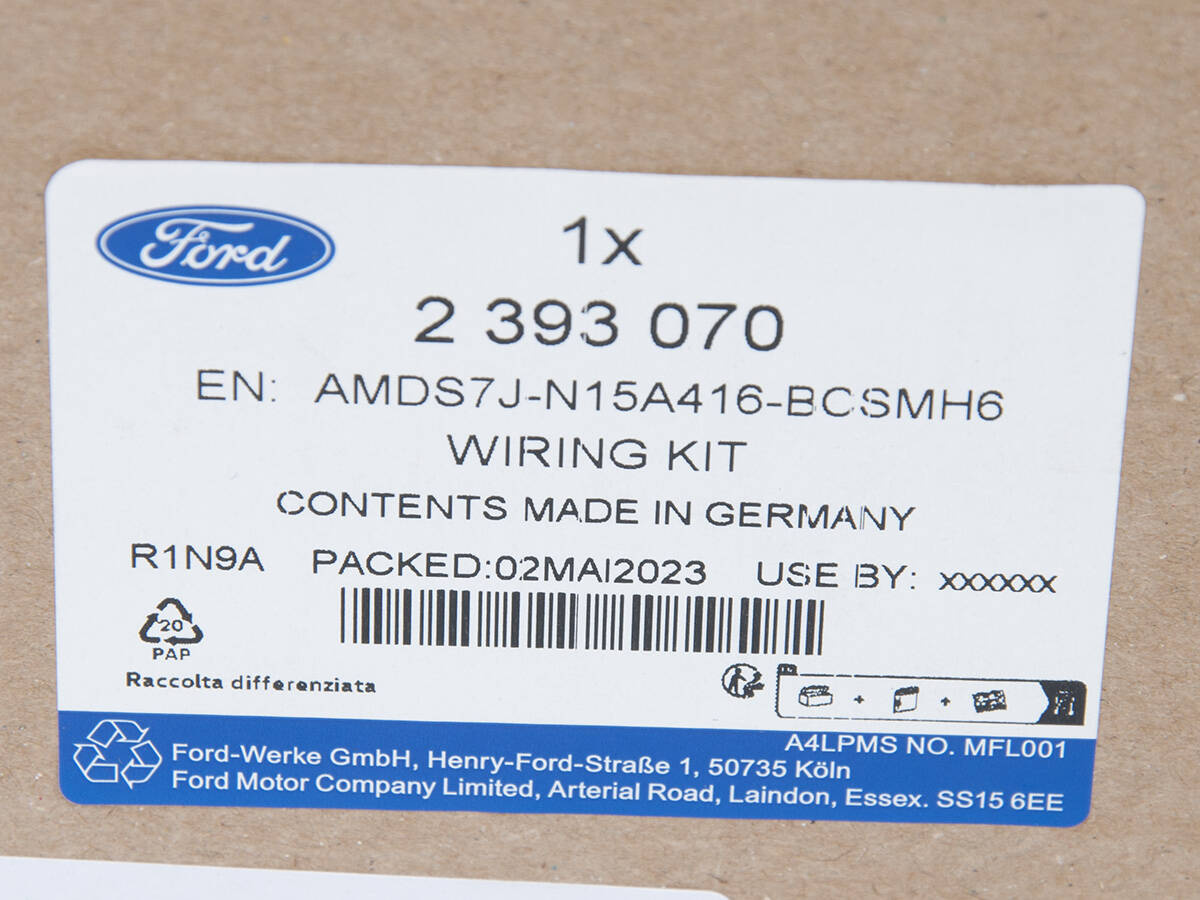 Ford
1x
2 393 070
EN: AMDS7J-N15A416-BCSMH6
WIRING KIT
CONTENTS MADE IN GERMANY
R1N9A PACKED:02MAI2023 USE BY: xxxxxx
20
PAP
Raccolta differenziata
A4LPMS NO. MFL001
Ford-Werke GmbH, Henry-Ford-Straße 1, 50735 Köln
Ford Motor Company Limited, Arterial Road, Laindon, Essex. SS15 6EE